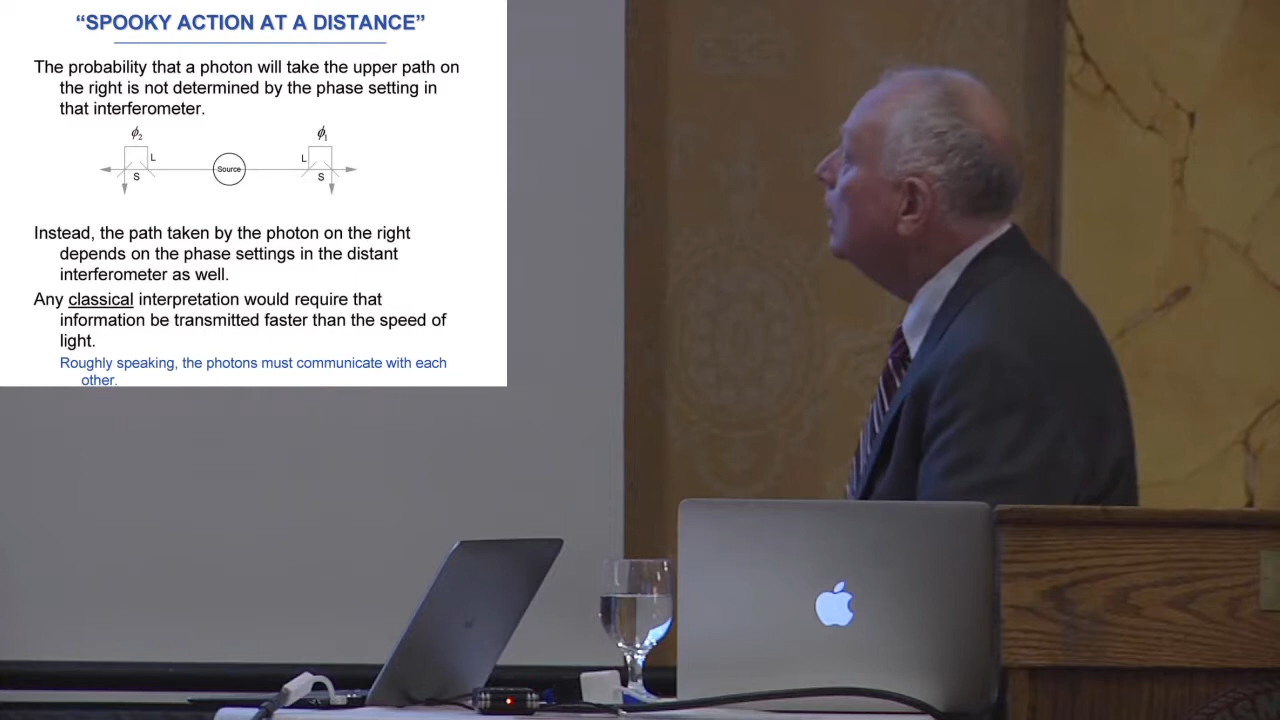 “SPOOKY ACTION AT A DISTANCE”
The probability that a photon will take the upper path on
the right is not determined by the phase setting in
that interferometer.
ϕ2 ϕ1
L L
Source
S S
Instead, the path taken by the photon on the right
depends on the phase settings in the distant
interferometer as well.
Any classical interpretation would require that
information be transmitted faster than the speed of
light.
Roughly speaking, the photons must communicate with each
other.